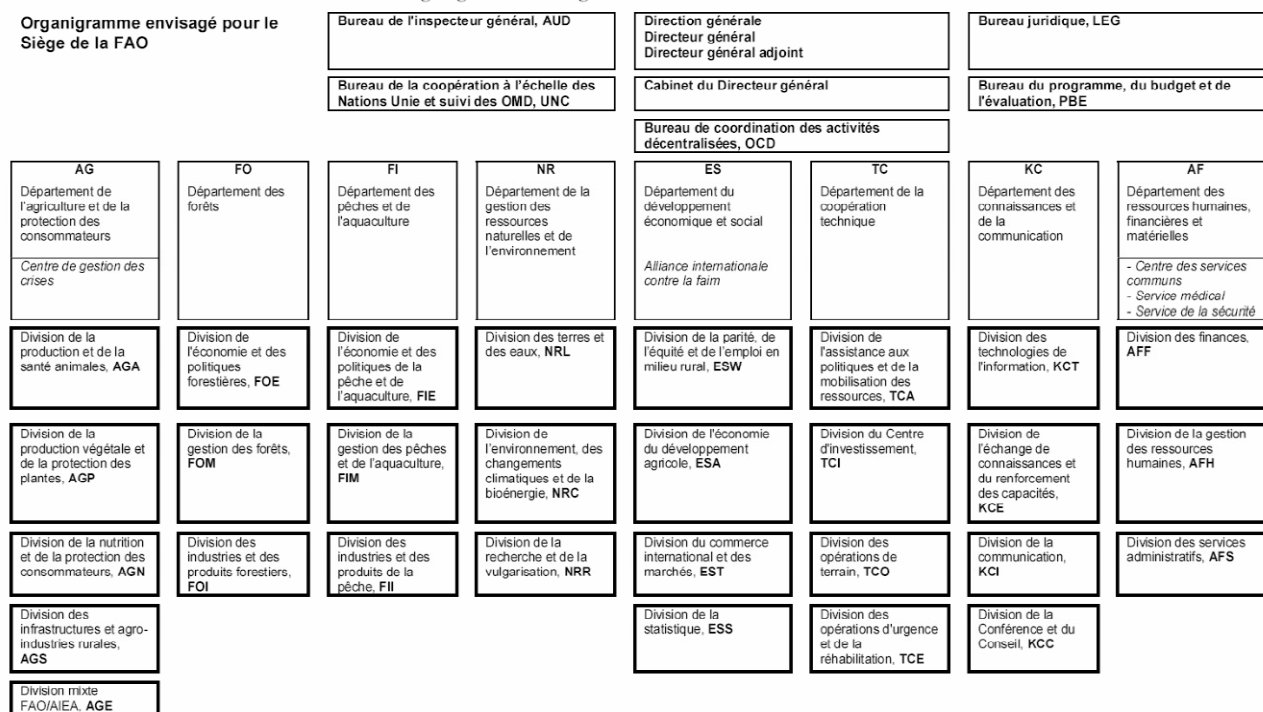 Organigramme envisagé pour le
Siège de la FAO
Bureau de l'inspecteur général, AUD
Direction générale
Directeur général
Directeur général adjoint
Bureau juridique, LEG
Bureau de la coopération à l'échelle des
Nations Unie et suivi des OMD, UNC
Cabinet du Directeur général
Bureau du programme, du budget et de
l'évaluation, PBE
Bureau de coordination des activités
décentralisées, OCD
AG
Département de
l'agriculture et de la
protection des
consommateurs
Centre de gestion des
crises
FO
Département des
forêts
FI
Département des
pêches et de
l'aquaculture
NR
Département de la
gestion des
ressources
naturelles et de
l'environnement
ES
Département du
développement
économique et social
Alliance internationale
contre la faim
TC
Département de la
coopération
technique
KC
Département des
connaissances et
de la
communication
AF
Département des
ressources humaines,
financières et
matérielles
- Centre des services
communs
- Service médical
- Service de la sécurité
Division de la
production et de la
santé animales, AGA
Division de
l'économie et des
politiques
forestières, FOE
Division de
l'économie et des
politiques de la
pêche et de
l'aquaculture, FIE
Division des terres et
des eaux, NRL
Division de la parité, de
l'équité et de l'emploi en
milieu rural, ESW
Division de
l'assistance aux
politiques et de la
mobilisation des
ressources, TCA
Division des
technologies de
l'information, KCT
Division des finances,
AFF
Division de la
production végétale et
de la protection des
plantes, AGP
Division de la
gestion des forêts,
FOM
Division de la
gestion des pêches
et de l'aquaculture,
FIM
Division de
l'environnement, des
changements
climatiques et de la
bioénergie, NRC
Division de l'économie
du développement
agricole, ESA
Division du Centre
d'investissement,
TCI
Division de
l'échange de
connaissances et
du renforcement
des capacités,
KCE
Division de la gestion
des ressources
humaines, AFH
Division de la nutrition
et de la protection des
consommateurs, AGN
Division des
industries et des
produits forestiers,
FOI
Division des
industries et des
produits de la
pêche, FII
Division de la
recherche et de la
vulgarisation, NRR
Division du commerce
international et des
marchés, EST
Division des
opérations de
terrain, TCO
Division de la
communication,
KCI
Division des services
administratifs, AFS
Division des
infrastructures et agro-
industries rurales,
AGS
Division de la
statistique, ESS
Division des
opérations d'urgence
et de la
réhabilitation, TCE
Division de la
Conférence et du
Conseil, KCC
Division mixte
FAO/AIEA, AGE